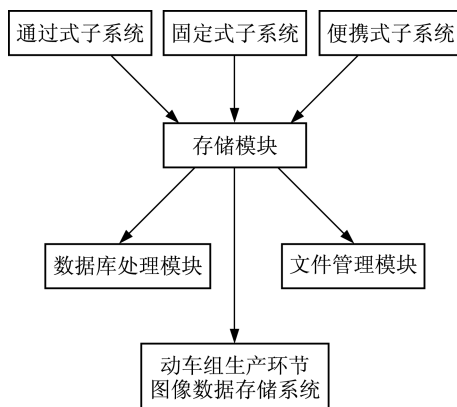 通过式子系统
固定式子系统
便携式子系统
存储模块
数据库处理模块
文件管理模块
动车组生产环节
图像数据存储系统